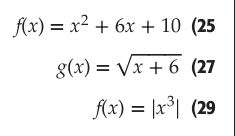 f(x) = x² + 6x + 10 (25
g(x) = √x + 6 (27
f(x) = |x³| (29